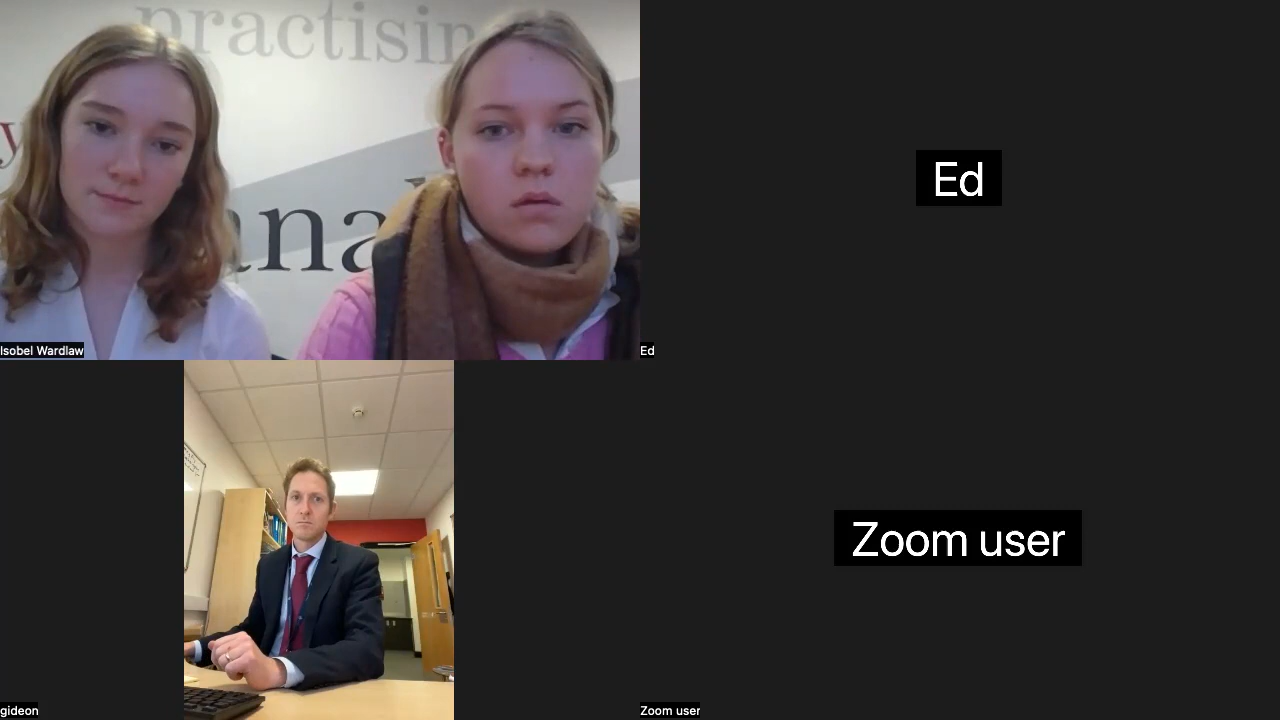 practisin
y
ana
Isobel Wardlaw
Ed
Ed
gideon
Zoom user
Zoom user